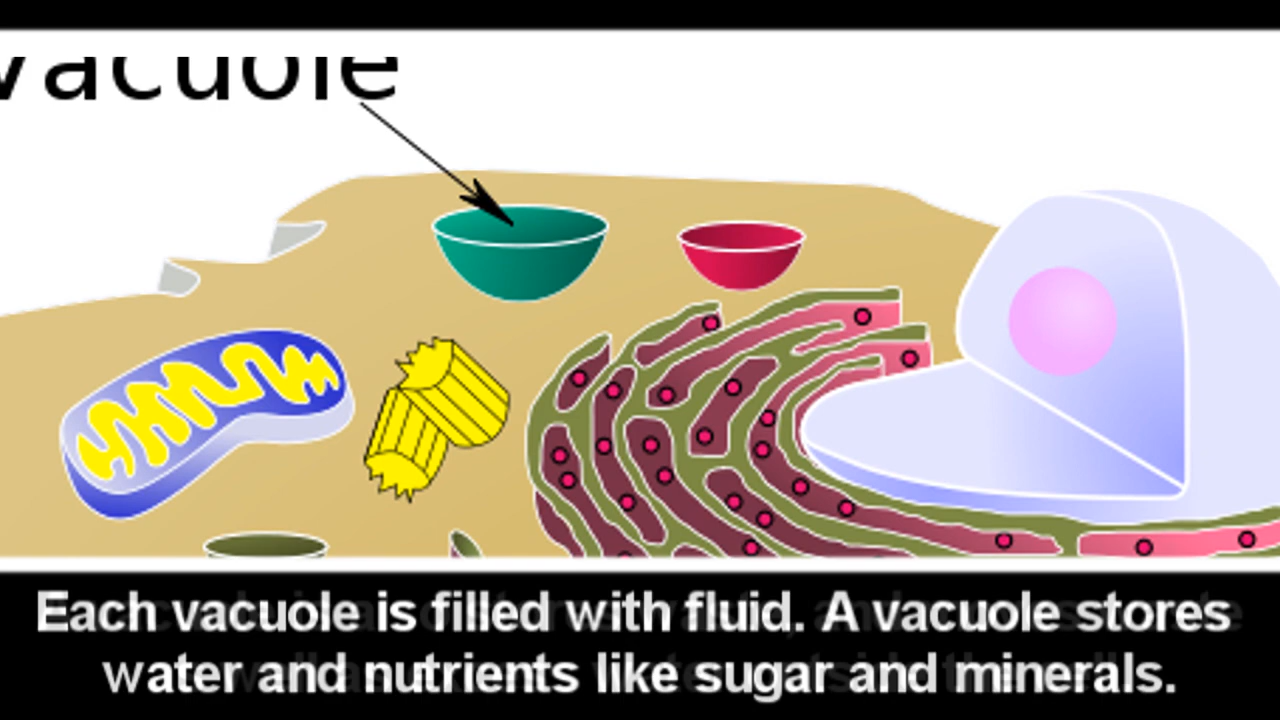 vacuole
Each vacuole is filled with fluid. A vacuole stores
water and nutrients like sugar and minerals.